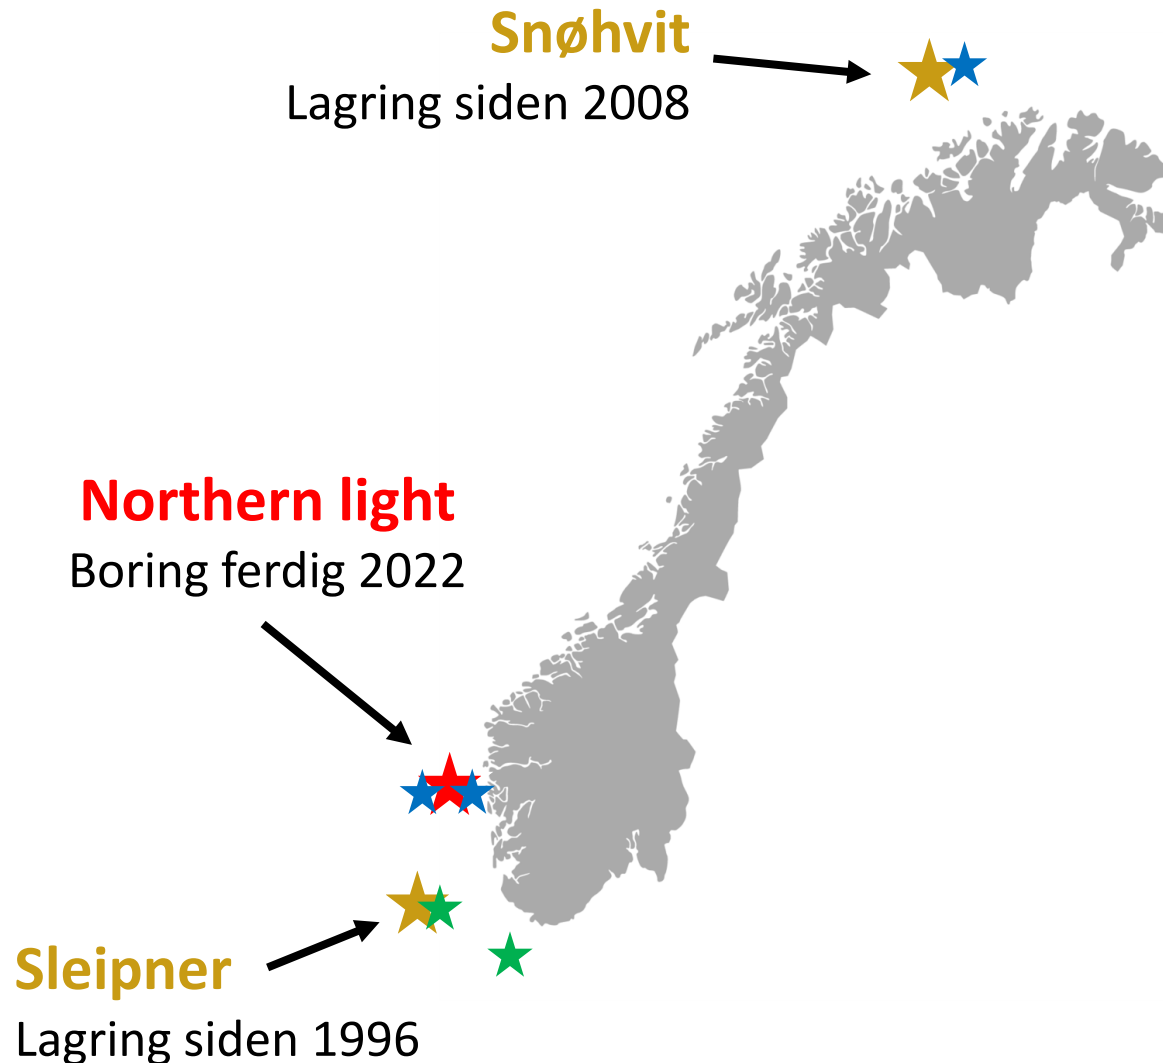 Snøhvit
Lagring siden 2008
Northern light
Boring ferdig 2022
Sleipner
Lagring siden 1996